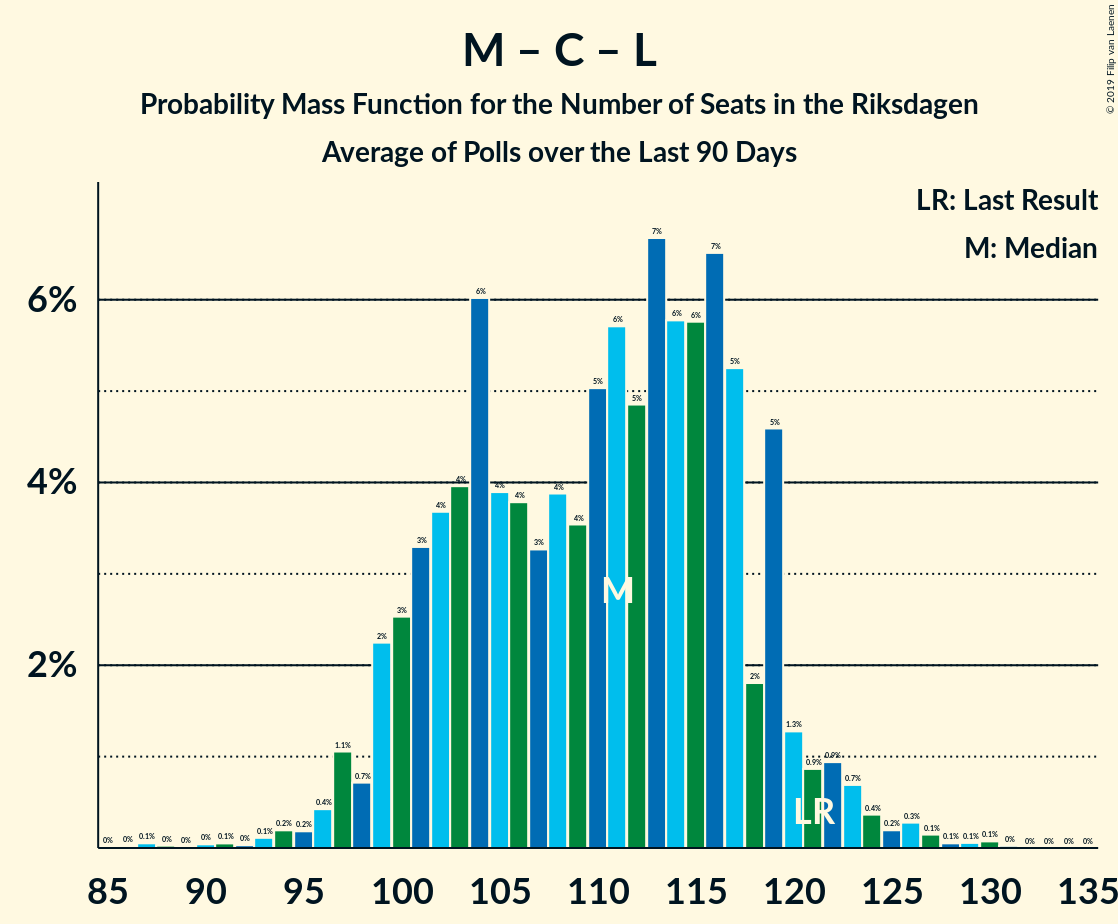 M – C – L
Probability Mass Function for the Number of Seats in the Riksdagen
Average of Polls over the Last 90 Days
© 2019 Filip van Laenen
LR: Last Result
M: Median
6%
4%
2%
0% 0% 0.1% 0% 0% 0% 0.1% 0% 0.1% 0.2% 0.2% 0.4% 1.1% 0.7% 2% 3% 3% 4% 4% 6% 4% 4% 3% 4% 4% 5% 6% 5% 7% 6% 6% 7% 5% 2% 5% 1.3% 0.9% 0.9% 0.7% 0.4% 0.2% 0.3% 0.1% 0.1% 0.1% 0.1% 0% 0% 0% 0% 0%
M
LR
85 90 95 100 105 110 115 120 125 130 135